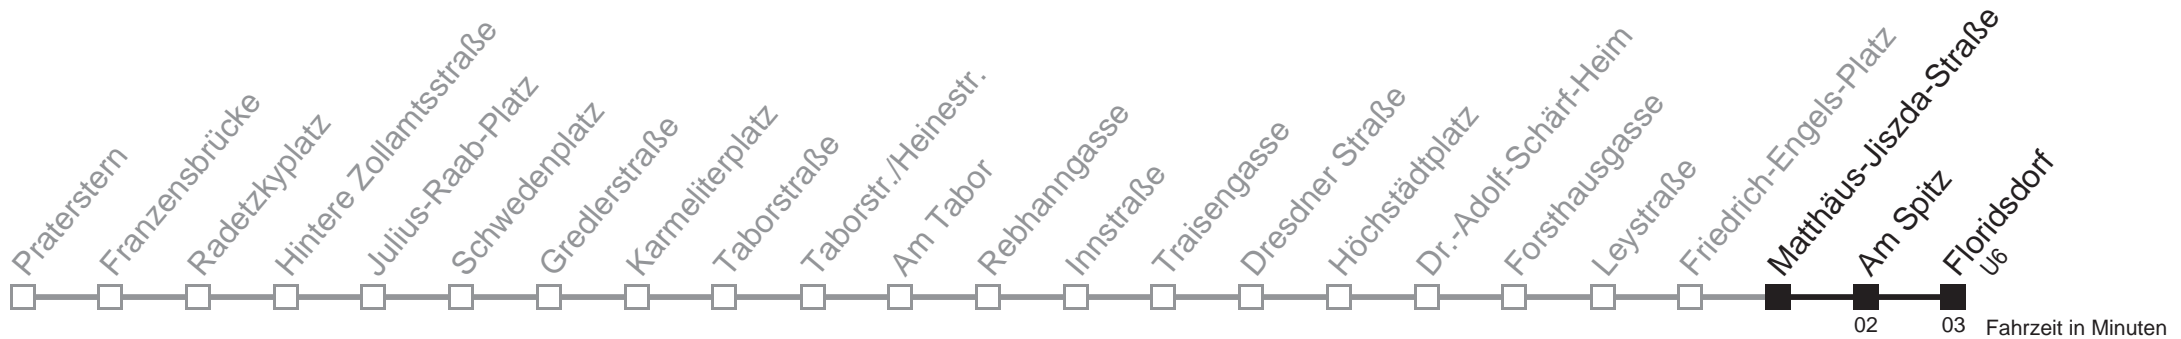 Praterstern
Franzensbrücke
Radetzkyplatz
Hintere Zollamtsstraße
Julius-Raab-Platz
Schwedenplatz
Gredlerstraße
Karmeliterplatz
Taborstraße
Taborstr./Heinestr.
Am Tabor
Rebhanngasse
Innstraße
Traisengasse
Dresdner Straße
Höchstädtplatz
Dr.-Adolf-Schärf-Heim
Forsthausgasse
Leystraße
Friedrich-Engels-Platz
Matthäus-Jiszda-Straße
Am Spitz
Floridsdorf
U6
02
03
Fahrzeit in Minuten